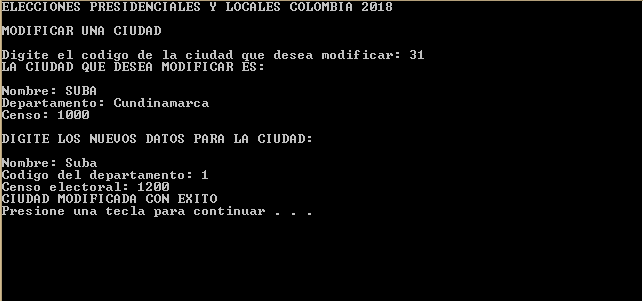 ELECCIONES PRESIDENCIALES Y LOCALES COLOMBIA 2018
MODIFICAR UNA CIUDAD
Digite el codigo de la ciudad que desea modificar: 31
LA CIUDAD QUE DESEA MODIFICAR ES:
Nombre: SUBA
Departamento: Cundinamarca
Censo: 1000
DIGITE LOS NUEVOS DATOS PARA LA CIUDAD:
Nombre: Suba
Codigo del departamento: 1
Censo electoral: 1200
CIUDAD MODIFICADA CON EXITO
Presione una tecla para continuar . . .